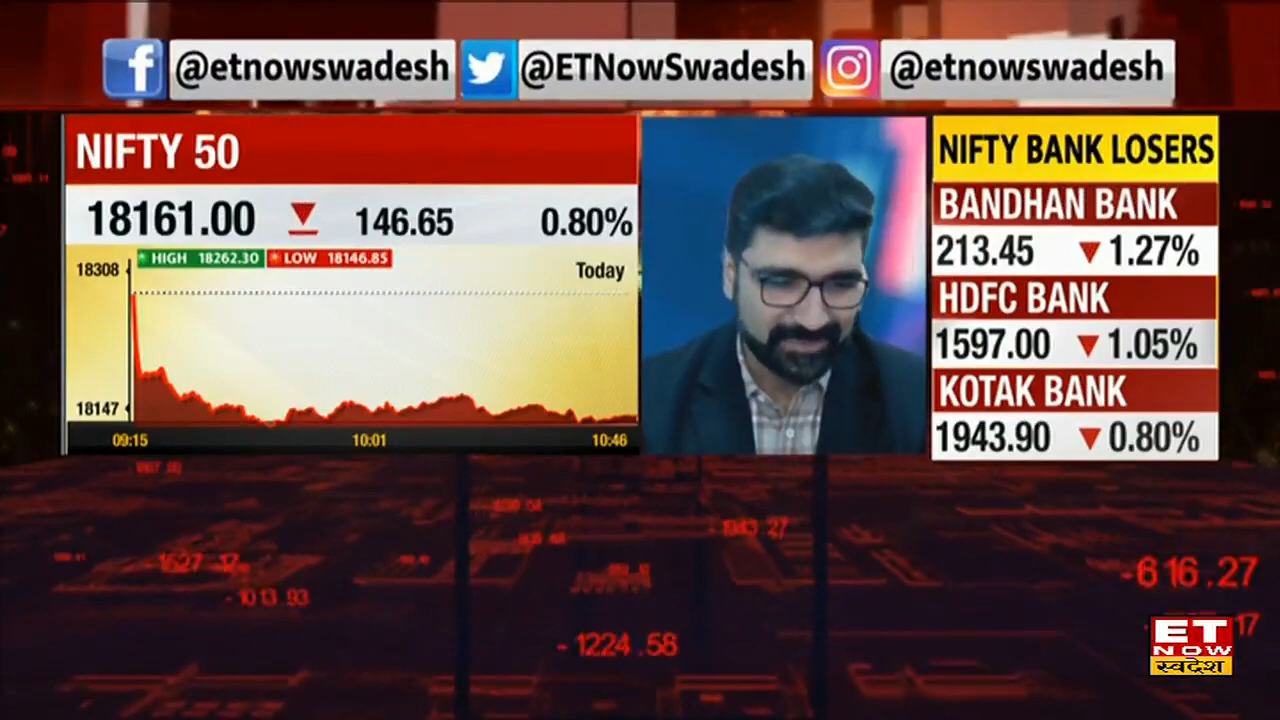 @etnowswadesh @ETNowSwadesh @etnowswadesh
NIFTY 50
18161.00 146.65 0.80%
HIGH 18262.30 LOW 18146.85
Today
18308
18147
09:15 10:01 10:46
NIFTY BANK LOSERS
BANDHAN BANK
213.45 1.27%
HDFC BANK
1597.00 1.05%
KOTAK BANK
1943.90 0.80%
-1013.93
-1224.58
-616.27
ET
NOW
स्वदेश